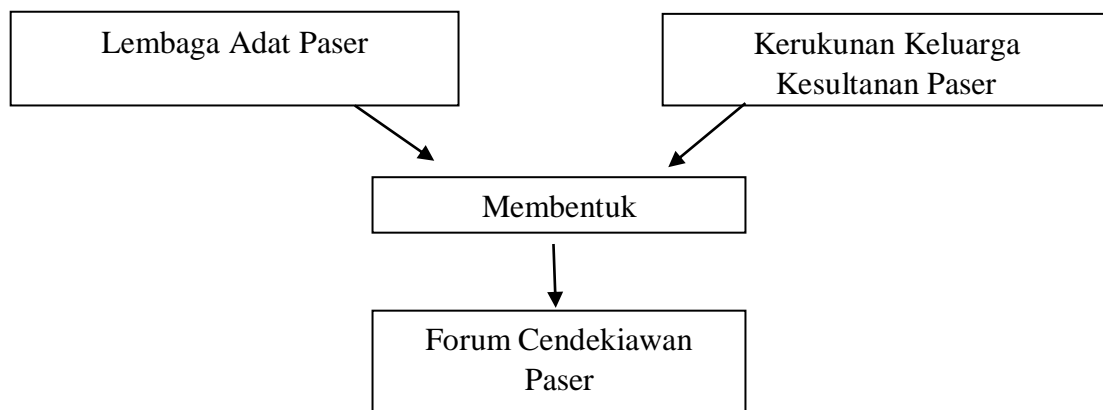 Lembaga Adat Paser
Kerukunan Keluarga
Kesultanan Paser
Membentuk
Forum Cendekiawan
Paser